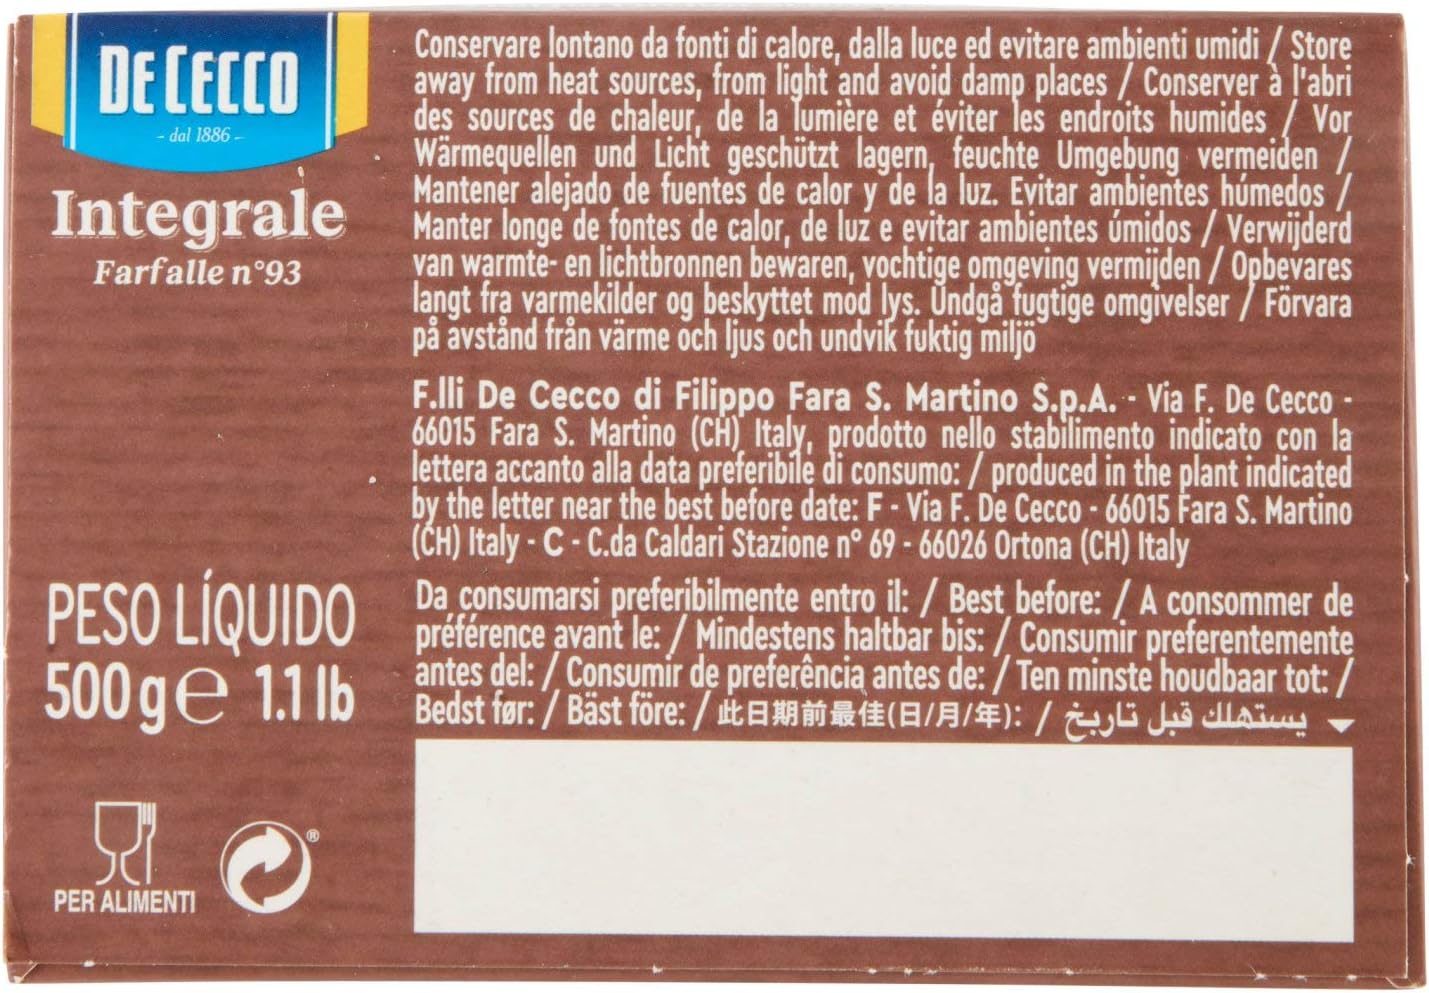 DE CECCO
- dal 1886 -
Integrale
Farfalle n°93
PESO LÍQUIDO
500 g ℮ 1.1 lb
PER ALIMENTI
®
Conservare lontano da fonti di calore, dalla luce ed evitare ambienti umidi / Store
away from heat sources, from light and avoid damp places / Conserver à l'abri
des sources de chaleur, de la lumière et éviter les endroits humides / Vor
Wärmequellen und Licht geschützt lagern, feuchte Umgebung vermeiden /
Mantener alejado de fuentes de calor y de la luz. Evitar ambientes húmedos /
Manter longe de fontes de calor, de luz e evitar ambientes úmidos / Verwijderd
van warmte- en lichtbronnen bewaren, vochtige omgeving vermijden / Opbevares
langt fra varmekilder og beskyttet mod lys. Undgå fugtige omgivelser / Förvara
på avstånd från värme och ljus och undvik fuktig miljö
F.lli De Cecco di Filippo Fara S. Martino S.p.A. - Via F. De Cecco -
66015 Fara S. Martino (CH) Italy, prodotto nello stabilimento indicato con la
lettera accanto alla data preferibile di consumo: / produced in the plant indicated
by the letter near the best before date: F - Via F. De Cecco - 66015 Fara S. Martino
(CH) Italy - C - C.da Caldari Stazione n° 69 - 66026 Ortona (CH) Italy
Da consumarsi preferibilmente entro il: / Best before: / A consommer de
préférence avant le: / Mindestens haltbar bis: / Consumir preferentemente
antes del: / Consumir de preferência antes de: / Ten minste houdbaar tot: /
Bedst før: / Bäst före: / 此日期前最佳(日/月/年): / يستهلك قبل تاريخ